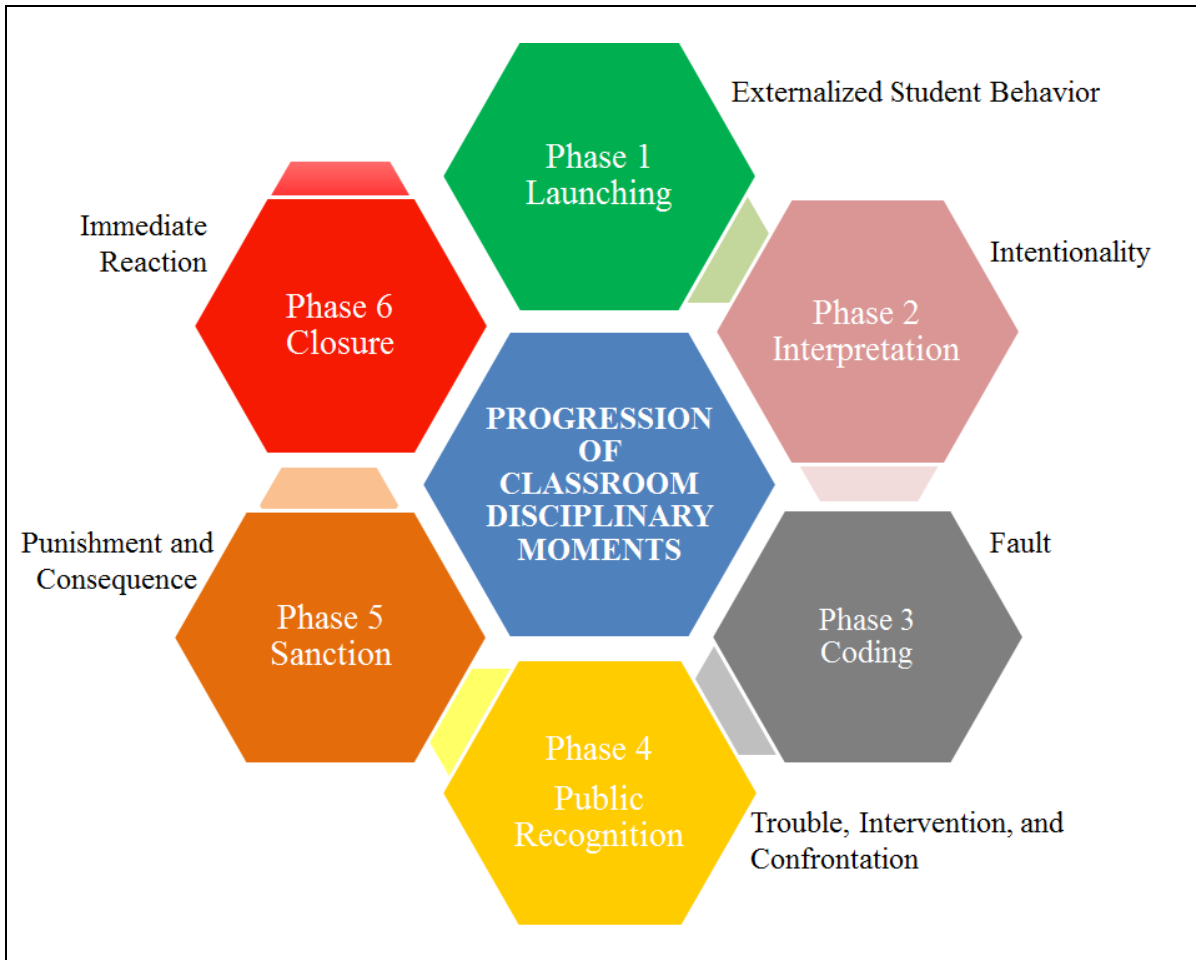 Phase 1
Launching
Externalized Student Behavior
Phase 2
Interpretation
Intentionality
Phase 3
Coding
Fault
Phase 4
Public
Recognition
Trouble, Intervention, and
Confrontation
Phase 5
Sanction
Punishment and
Consequence
Phase 6
Closure
Immediate
Reaction
PROGRESSION
OF
CLASSROOM
DISCIPLINARY
MOMENTS